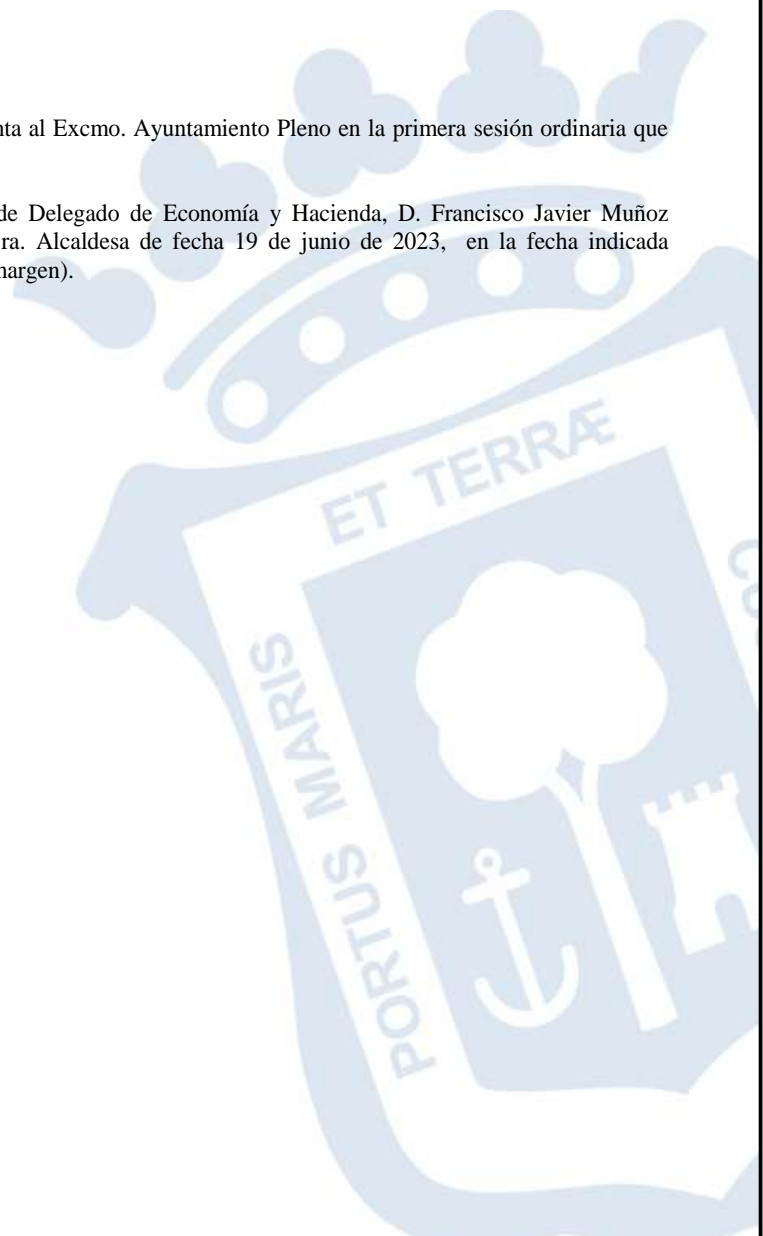 nta al Excmo. Ayuntamiento Pleno en la primera sesión ordinaria que
de Delegado de Economía y Hacienda, D. Francisco Javier Muñoz
ra. Alcaldesa de fecha 19 de junio de 2023, en la fecha indicada
margen).
ET TERRÆ
PORTUS MARIS